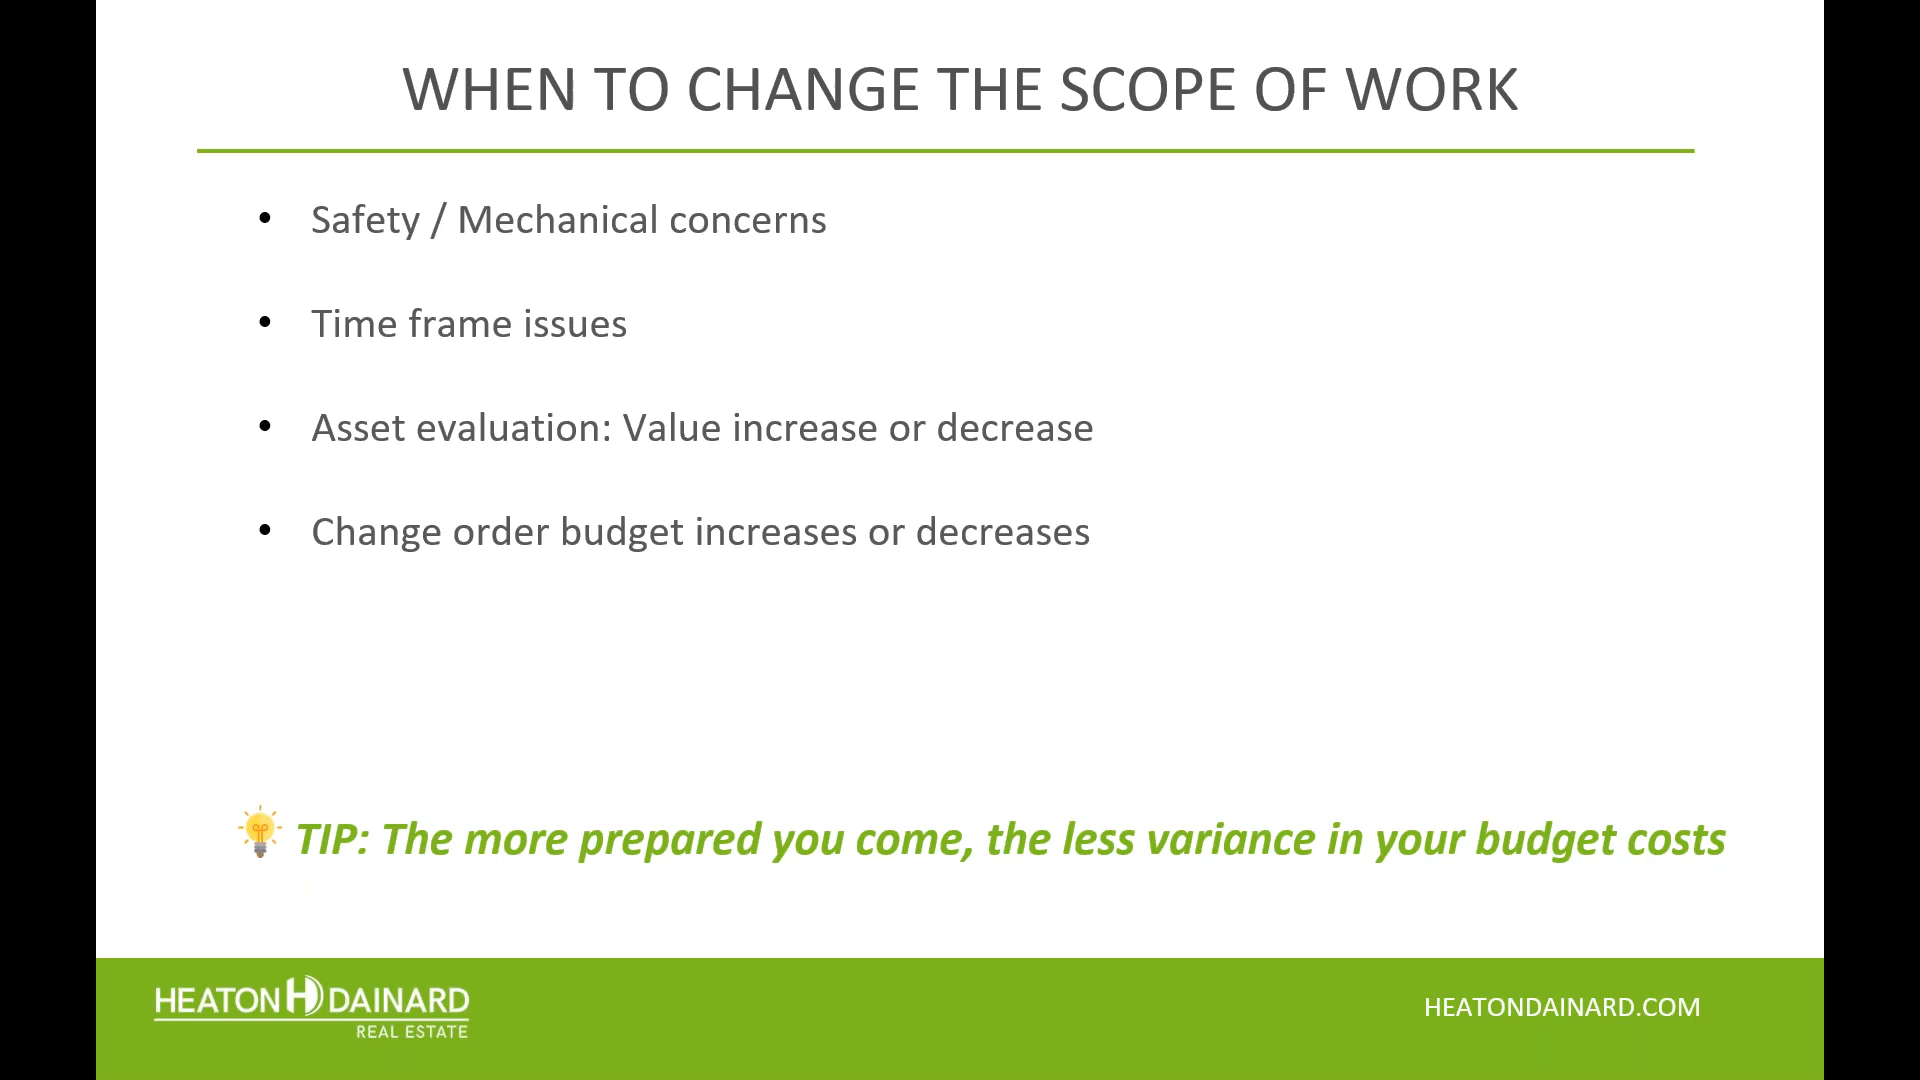 WHEN TO CHANGE THE SCOPE OF WORK
• Safety / Mechanical concerns
• Time frame issues
• Asset evaluation: Value increase or decrease
• Change order budget increases or decreases
TIP: The more prepared you come, the less variance in your budget costs
HEATON HD DAINARD
REAL ESTATE
HEATONDAINARD.COM